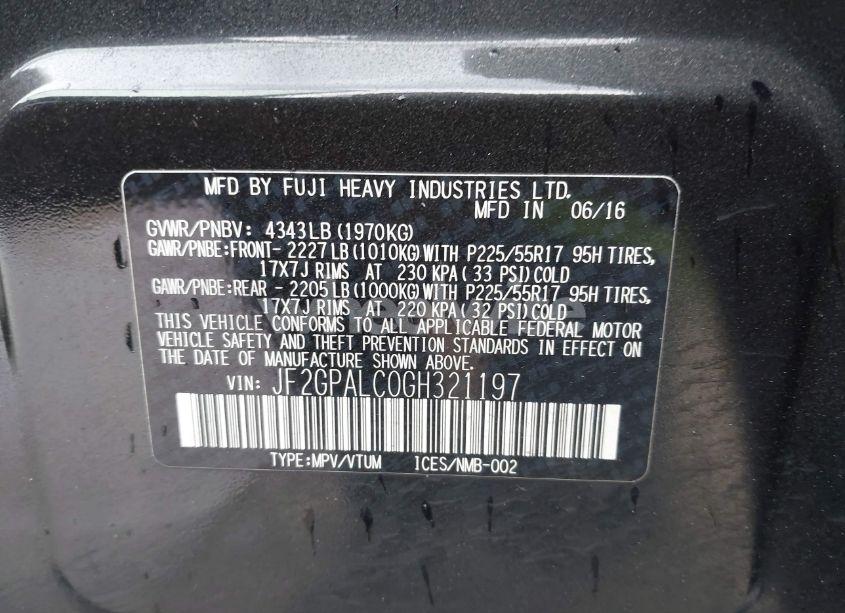 MFD BY FUJI HEAVY INDUSTRIES LTD.
MFD IN 06/16
GVWR/PNBV: 4343LB (1970KG)
GAWR/PNBE:FRONT- 2227 LB (1010KG) WITH P225/55R17 95H TIRES,
17X7J RIMS AT 230 KPA( 33 PSI) COLD
GAWR/PNBE:REAR - 2205 LB (1000KG) WITH P225/55R17 95H TIRES,
17X7J RIMS AT 220 KPA( 32 PSI) COLD
THIS VEHICLE CONFORMS TO ALL APPLICABLE FEDERAL MOTOR
VEHICLE SAFETY AND THEFT PREVENTION STANDARDS IN EFFECT ON
THE DATE OF MANUFACTURE SHOWN ABOVE.
VIN: JF2GPALC0GH321197
TYPE:MPV/VTUM ICES/NMB-002